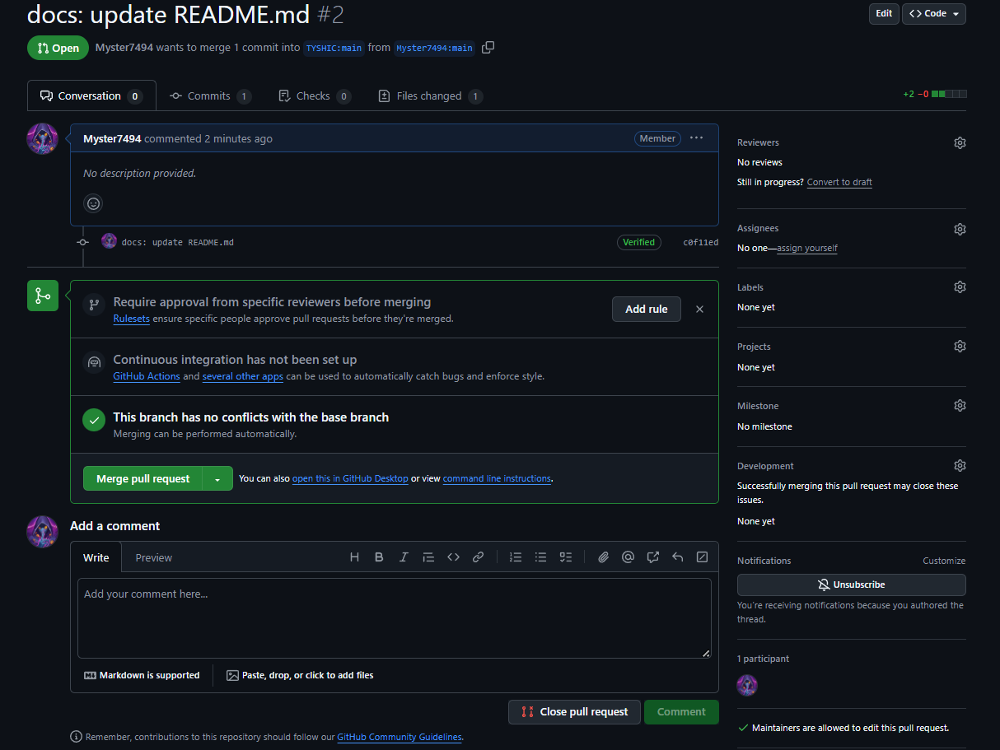 docs: update README.md #2
Edit
Code
Open
Myster7494 wants to merge 1 commit into TYSHIC:main from Myster7494:main
Conversation 0
Commits 1
Checks 0
Files changed 1
+2 −0
Myster7494 commented 2 minutes ago
Member
No description provided.
docs: update README.md
Verified
c0f11ed
Require approval from specific reviewers before merging
Rulesets ensure specific people approve pull requests before they're merged.
Add rule
Continuous integration has not been set up
GitHub Actions and several other apps can be used to automatically catch bugs and enforce style.
This branch has no conflicts with the base branch
Merging can be performed automatically.
Merge pull request
You can also open this in GitHub Desktop or view command line instructions.
Add a comment
Write
Preview
Add your comment here...
Markdown is supported
Paste, drop, or click to add files
Close pull request
Comment
Remember, contributions to this repository should follow our GitHub Community Guidelines.
Reviewers
No reviews
Still in progress? Convert to draft
Assignees
No one—assign yourself
Labels
None yet
Projects
None yet
Milestone
No milestone
Development
Successfully merging this pull request may close these
issues.
None yet
Notifications
Customize
Unsubscribe
You're receiving notifications because you authored the
thread.
1 participant
Maintainers are allowed to edit this pull request.